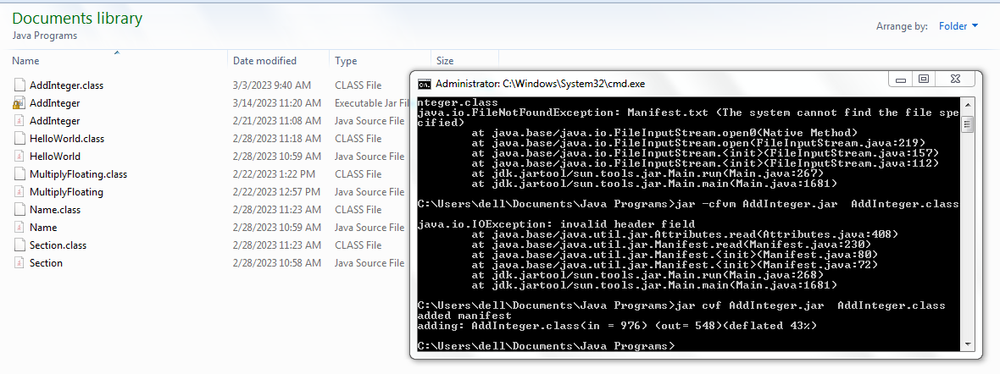 Documents library
Java Programs
Arrange by: Folder
Name Date modified Type Size
AddInteger.class 3/3/2023 9:40 AM CLASS File
AddInteger 3/14/2023 11:20 AM Executable Jar Fil
AddInteger 2/21/2023 11:08 AM Java Source File
HelloWorld.class 2/28/2023 11:18 AM CLASS File
HelloWorld 2/28/2023 10:59 AM Java Source File
MultiplyFloating.class 2/22/2023 1:22 PM CLASS File
MultiplyFloating 2/22/2023 12:57 PM Java Source File
Name.class 2/28/2023 11:23 AM CLASS File
Name 2/28/2023 10:59 AM Java Source File
Section.class 2/28/2023 11:23 AM CLASS File
Section 2/28/2023 10:58 AM Java Source File
Administrator: C:\Windows\System32\cmd.exe
nteger.class
java.io.FileNotFoundException: Manifest.txt (The system cannot find the file spe
cified)
at java.base/java.io.FileInputStream.open0(Native Method)
at java.base/java.io.FileInputStream.open(FileInputStream.java:219)
at java.base/java.io.FileInputStream.<init>(FileInputStream.java:157)
at java.base/java.io.FileInputStream.<init>(FileInputStream.java:112)
at jdk.jartool/sun.tools.jar.Main.run(Main.java:267)
at jdk.jartool/sun.tools.jar.Main.main(Main.java:1681)
C:\Users\dell\Documents\Java Programs>jar -cfvm AddInteger.jar  AddInteger.class
java.io.IOException: invalid header field
at java.base/java.util.jar.Attributes.read(Attributes.java:408)
at java.base/java.util.jar.Manifest.read(Manifest.java:230)
at java.base/java.util.jar.Manifest.<init>(Manifest.java:80)
at java.base/java.util.jar.Manifest.<init>(Manifest.java:72)
at jdk.jartool/sun.tools.jar.Main.run(Main.java:268)
at jdk.jartool/sun.tools.jar.Main.main(Main.java:1681)
C:\Users\dell\Documents\Java Programs>jar cvf AddInteger.jar  AddInteger.class
added manifest
adding: AddInteger.class(in = 976) (out= 548)(deflated 43%)
C:\Users\dell\Documents\Java Programs>